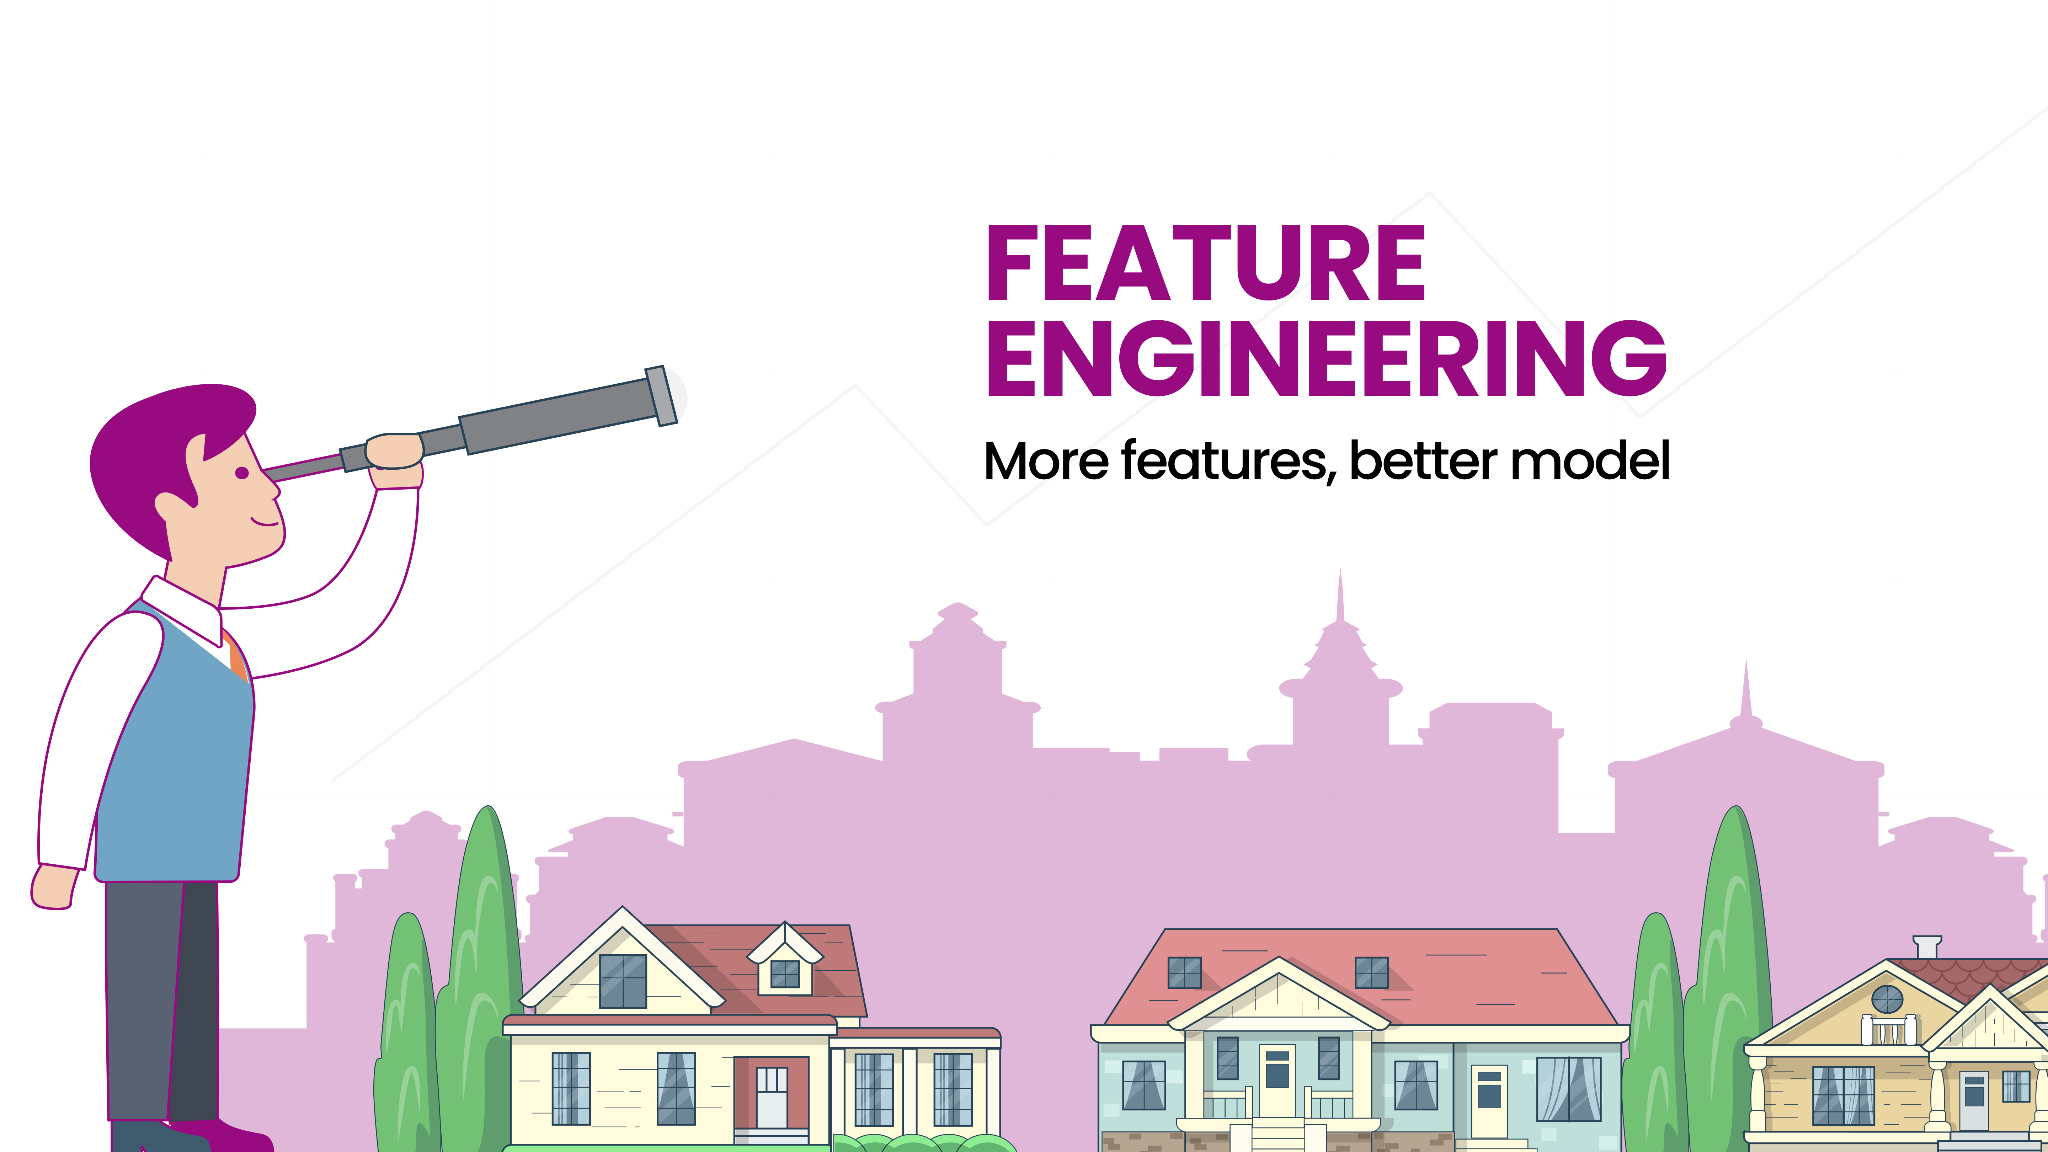 FEATURE
ENGINEERING
More features, better model